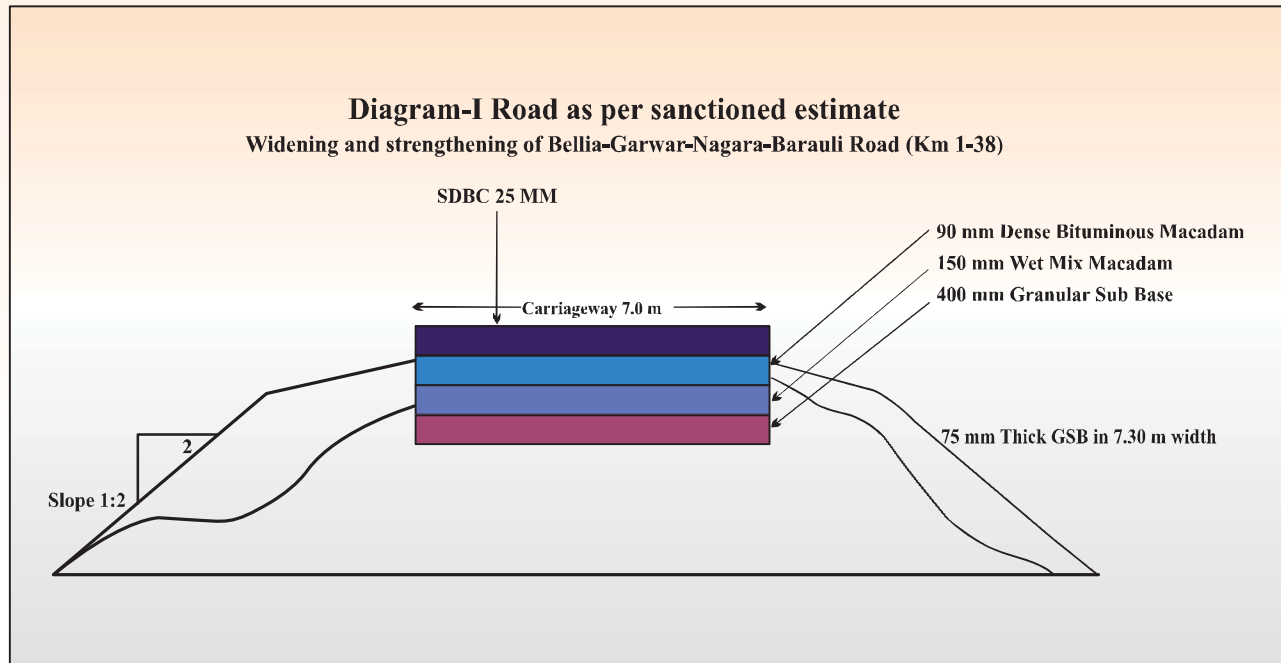 Diagram-I Road as per sanctioned estimate
Widening and strengthening of Bellia-Garwar-Nagara-Barauli Road (Km 1-38)
SDBC 25 MM
90 mm Dense Bituminous Macadam
150 mm Wet Mix Macadam
400 mm Granular Sub Base
Carriageway 7.0 m
2
75 mm Thick GSB in 7.30 m width
Slope 1:2